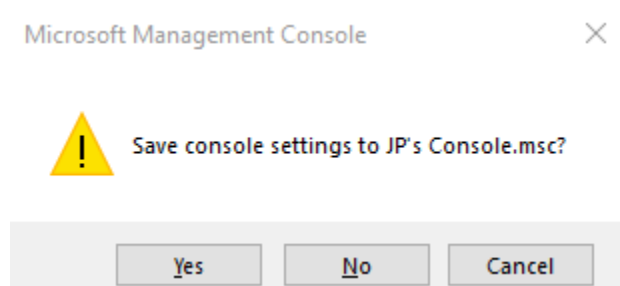 Microsoft Management Console
Save console settings to JP's Console.msc?
Yes No Cancel